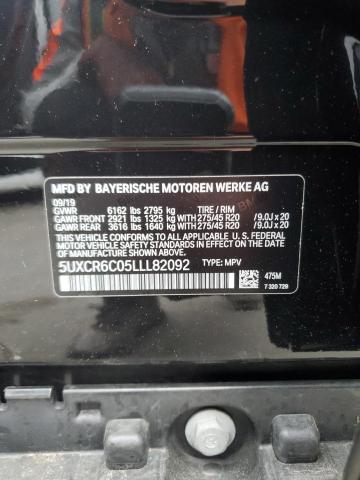 MFD BY BAYERISCHE MOTOREN WERKE AG
09/19
GVWR 6162 lbs 2795 kg TIRE / RIM
GAWR FRONT 2921 lbs 1325 kg WITH 275/45 R20 /9.0J x 20
GAWR REAR 3616 lbs 1640 kg WITH 275/45 R20 /9.0J x 20
THIS VEHICLE CONFORMS TO ALL APPLICABLE U. S. FEDERAL
MOTOR VEHICLE SAFETY STANDARDS IN EFFECT ON THE
DATE OF MANUFACTURE SHOWN ABOVE.
5UXCR6C05LLL82092 TYPE: MPV 475M
7 320 729